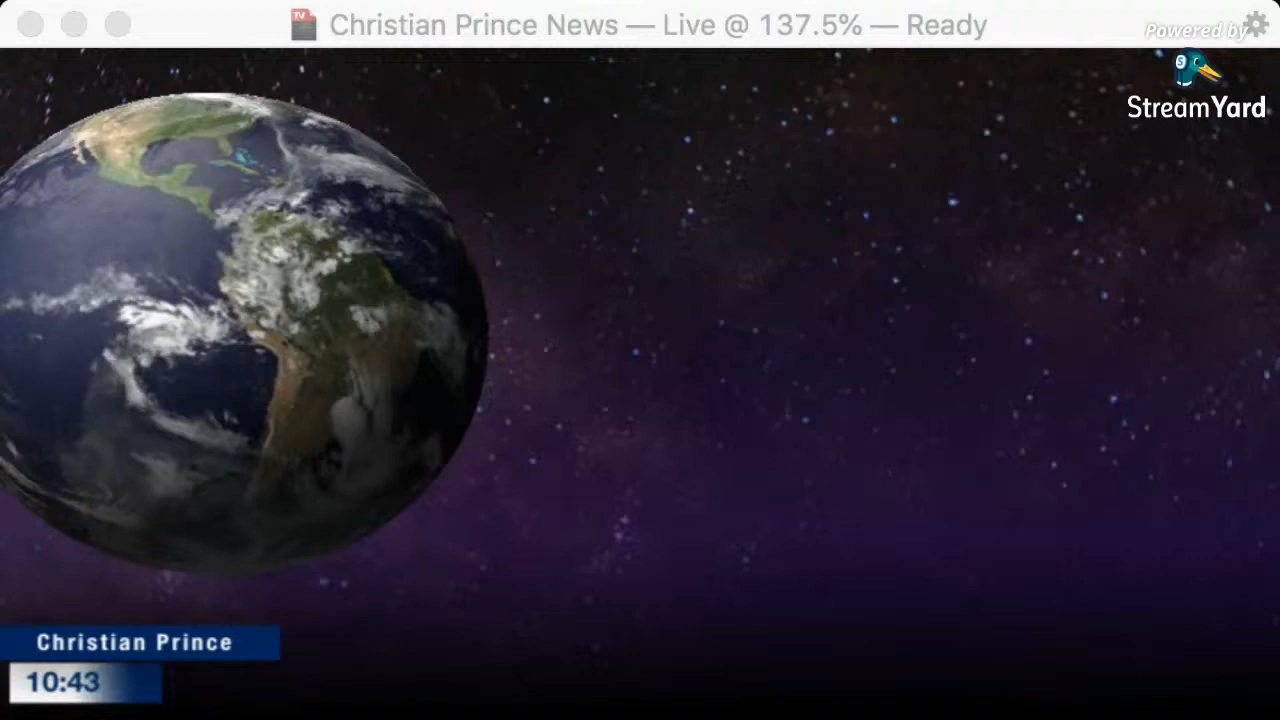 Christian Prince News — Live @ 137.5% — Ready
Powered by
StreamYard
Christian Prince
10:43